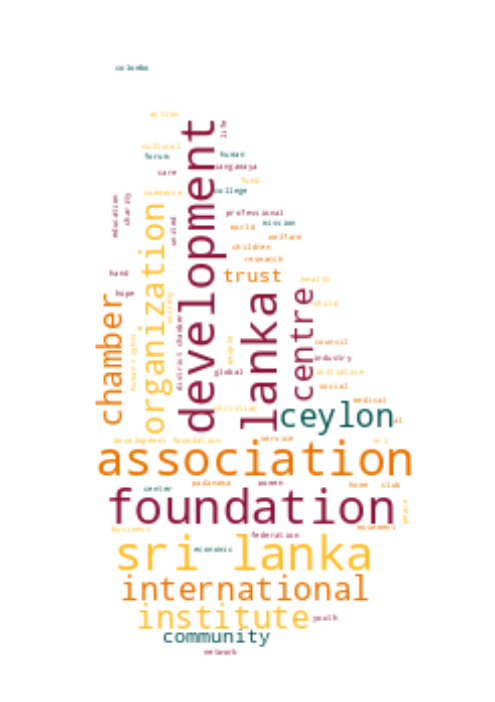 colombo
action
life
cultural
forum
human
care
sangamaya
fund
commerce
college
education
charity
organization
united
development
professional
world
mission
welfare
children
research
hand
trust
health
hope
chamber
human rights
society
district chamber
lanka
centre
child
people
council
industry
global
initiative
social
medical
christian
ceylon
development foundation
service
sri
association
padanama
women
home
club
center
foundation
peace
business
movement
federation
sri lanka
economic
international
institute
youth
community
network